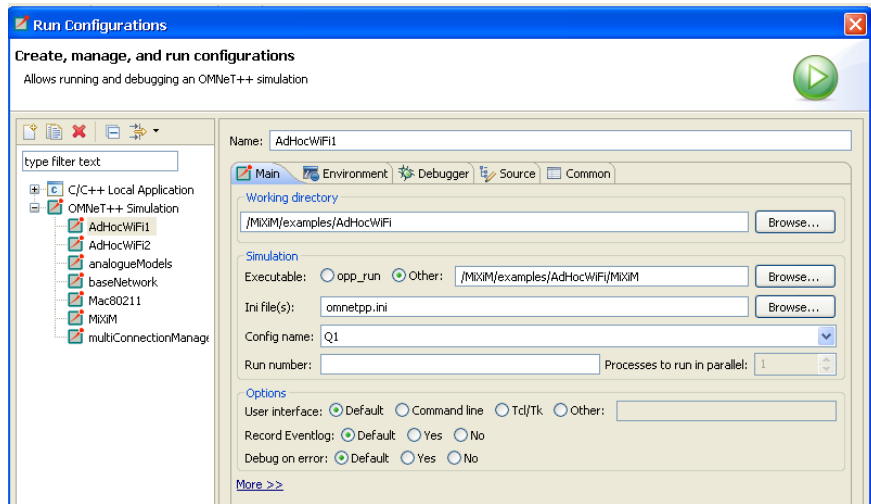 Run Configurations
Create, manage, and run configurations
Allows running and debugging an OMNeT++ simulation
type filter text
C/C++ Local Application
OMNeT++ Simulation
AdHocWiFi1
AdHocWiFi2
analogueModels
baseNetwork
Mac80211
MiXiM
multiConnectionManage
Name: AdHocWiFi1
Main Environment Debugger Source Common
Working directory
/MiXiM/examples/AdHocWiFi Browse...
Simulation
Executable: opp_run Other: /MiXiM/examples/AdHocWiFi/MiXiM Browse...
Ini file(s): omnetpp.ini Browse...
Config name: Q1
Run number: Processes to run in parallel: 1
Options
User interface: Default Command line Tcl/Tk Other:
Record Eventlog: Default Yes No
Debug on error: Default Yes No
More >>